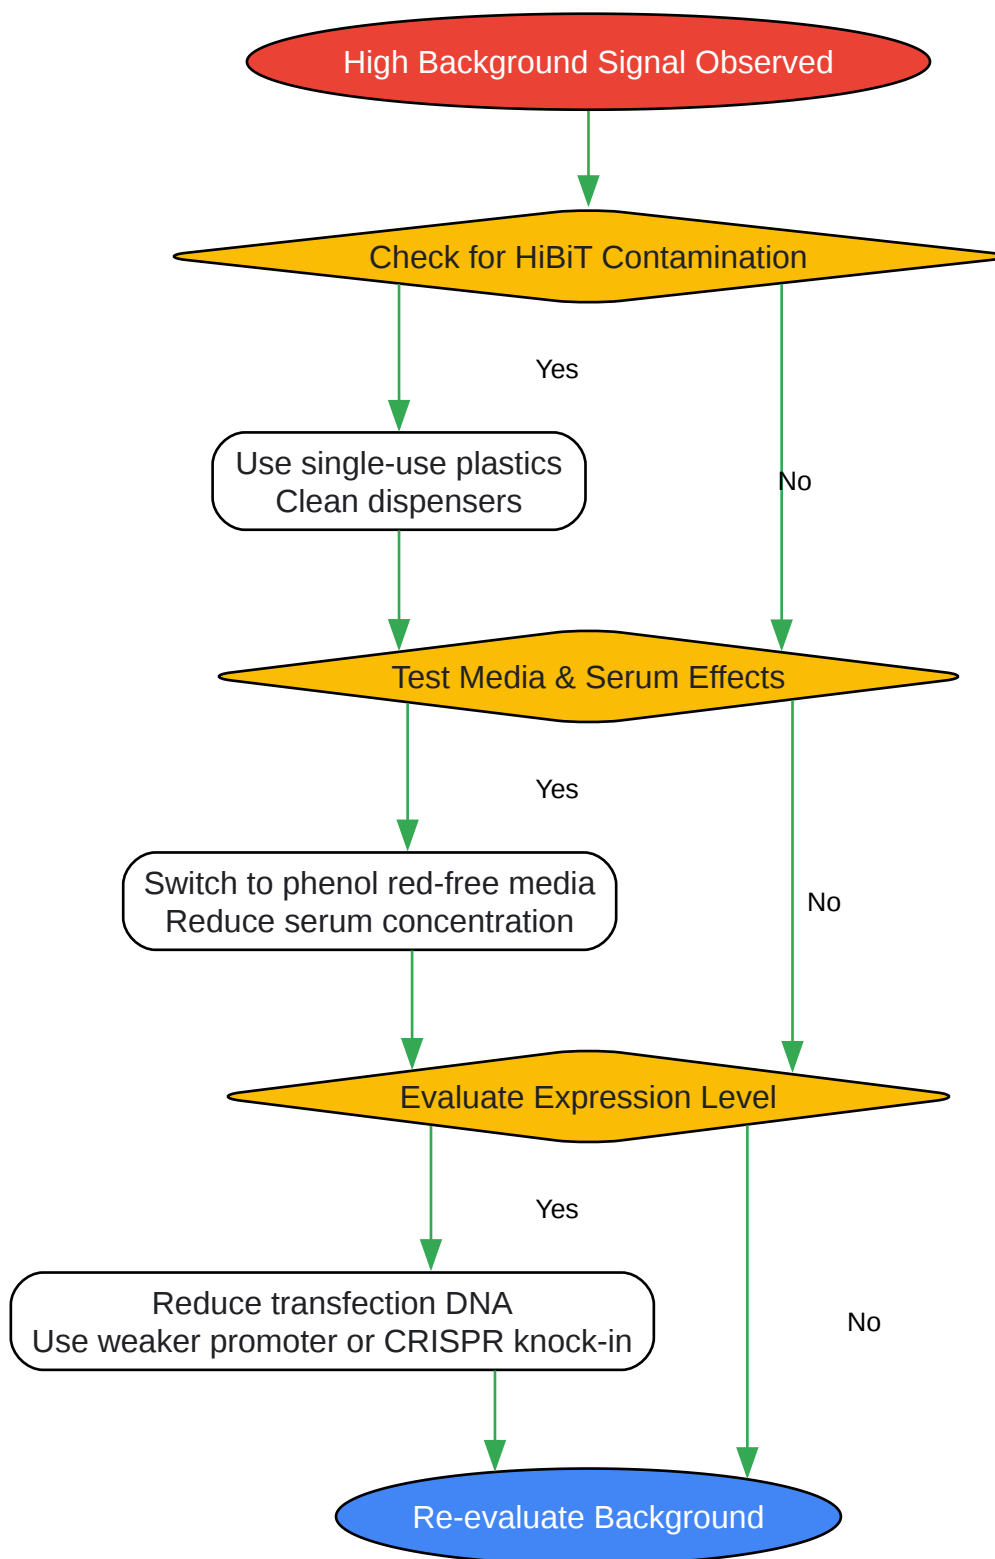 High Background Signal Observed
Check for HiBiT Contamination
Yes
Use single-use plastics
Clean dispensers
No
Test Media & Serum Effects
Yes
Switch to phenol red-free media
Reduce serum concentration
No
Evaluate Expression Level
Yes
Reduce transfection DNA
Use weaker promoter or CRISPR knock-in
No
Re-evaluate Background